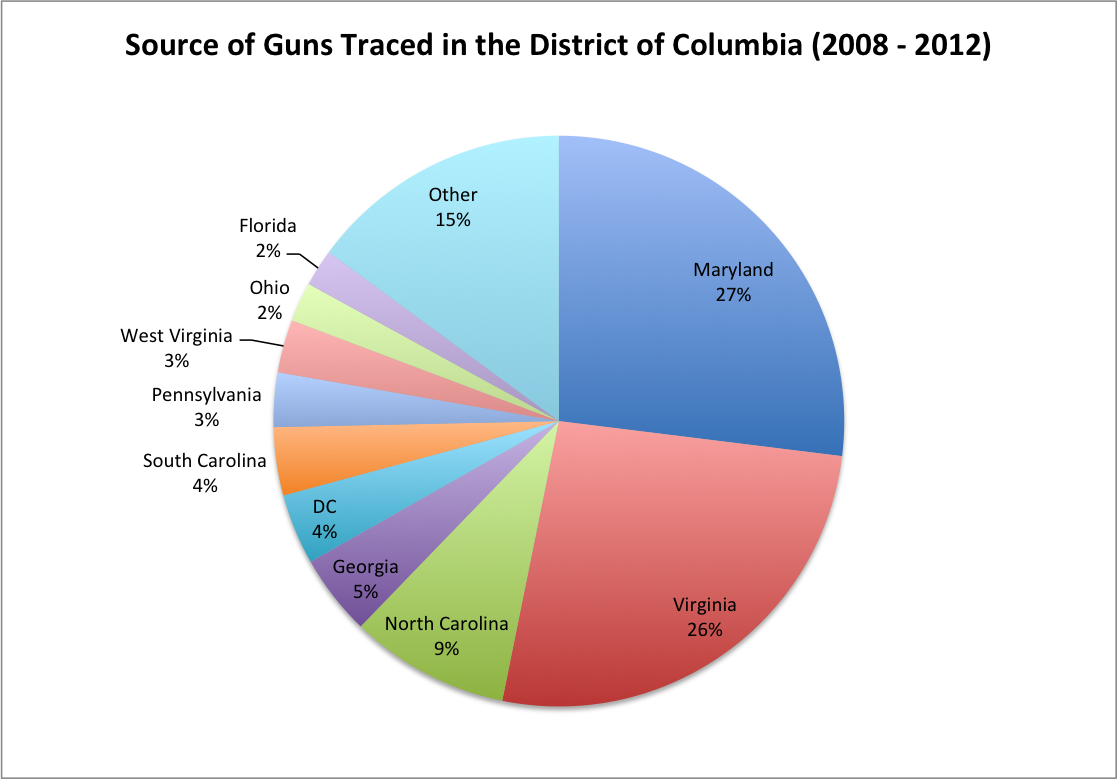 Source of Guns Traced in the District of Columbia (2008 - 2012)
Other
15%
Maryland
27%
Florida
2%
Ohio
2%
West Virginia
3%
Pennsylvania
3%
South Carolina
4%
DC
4%
Georgia
5%
North Carolina
9%
Virginia
26%